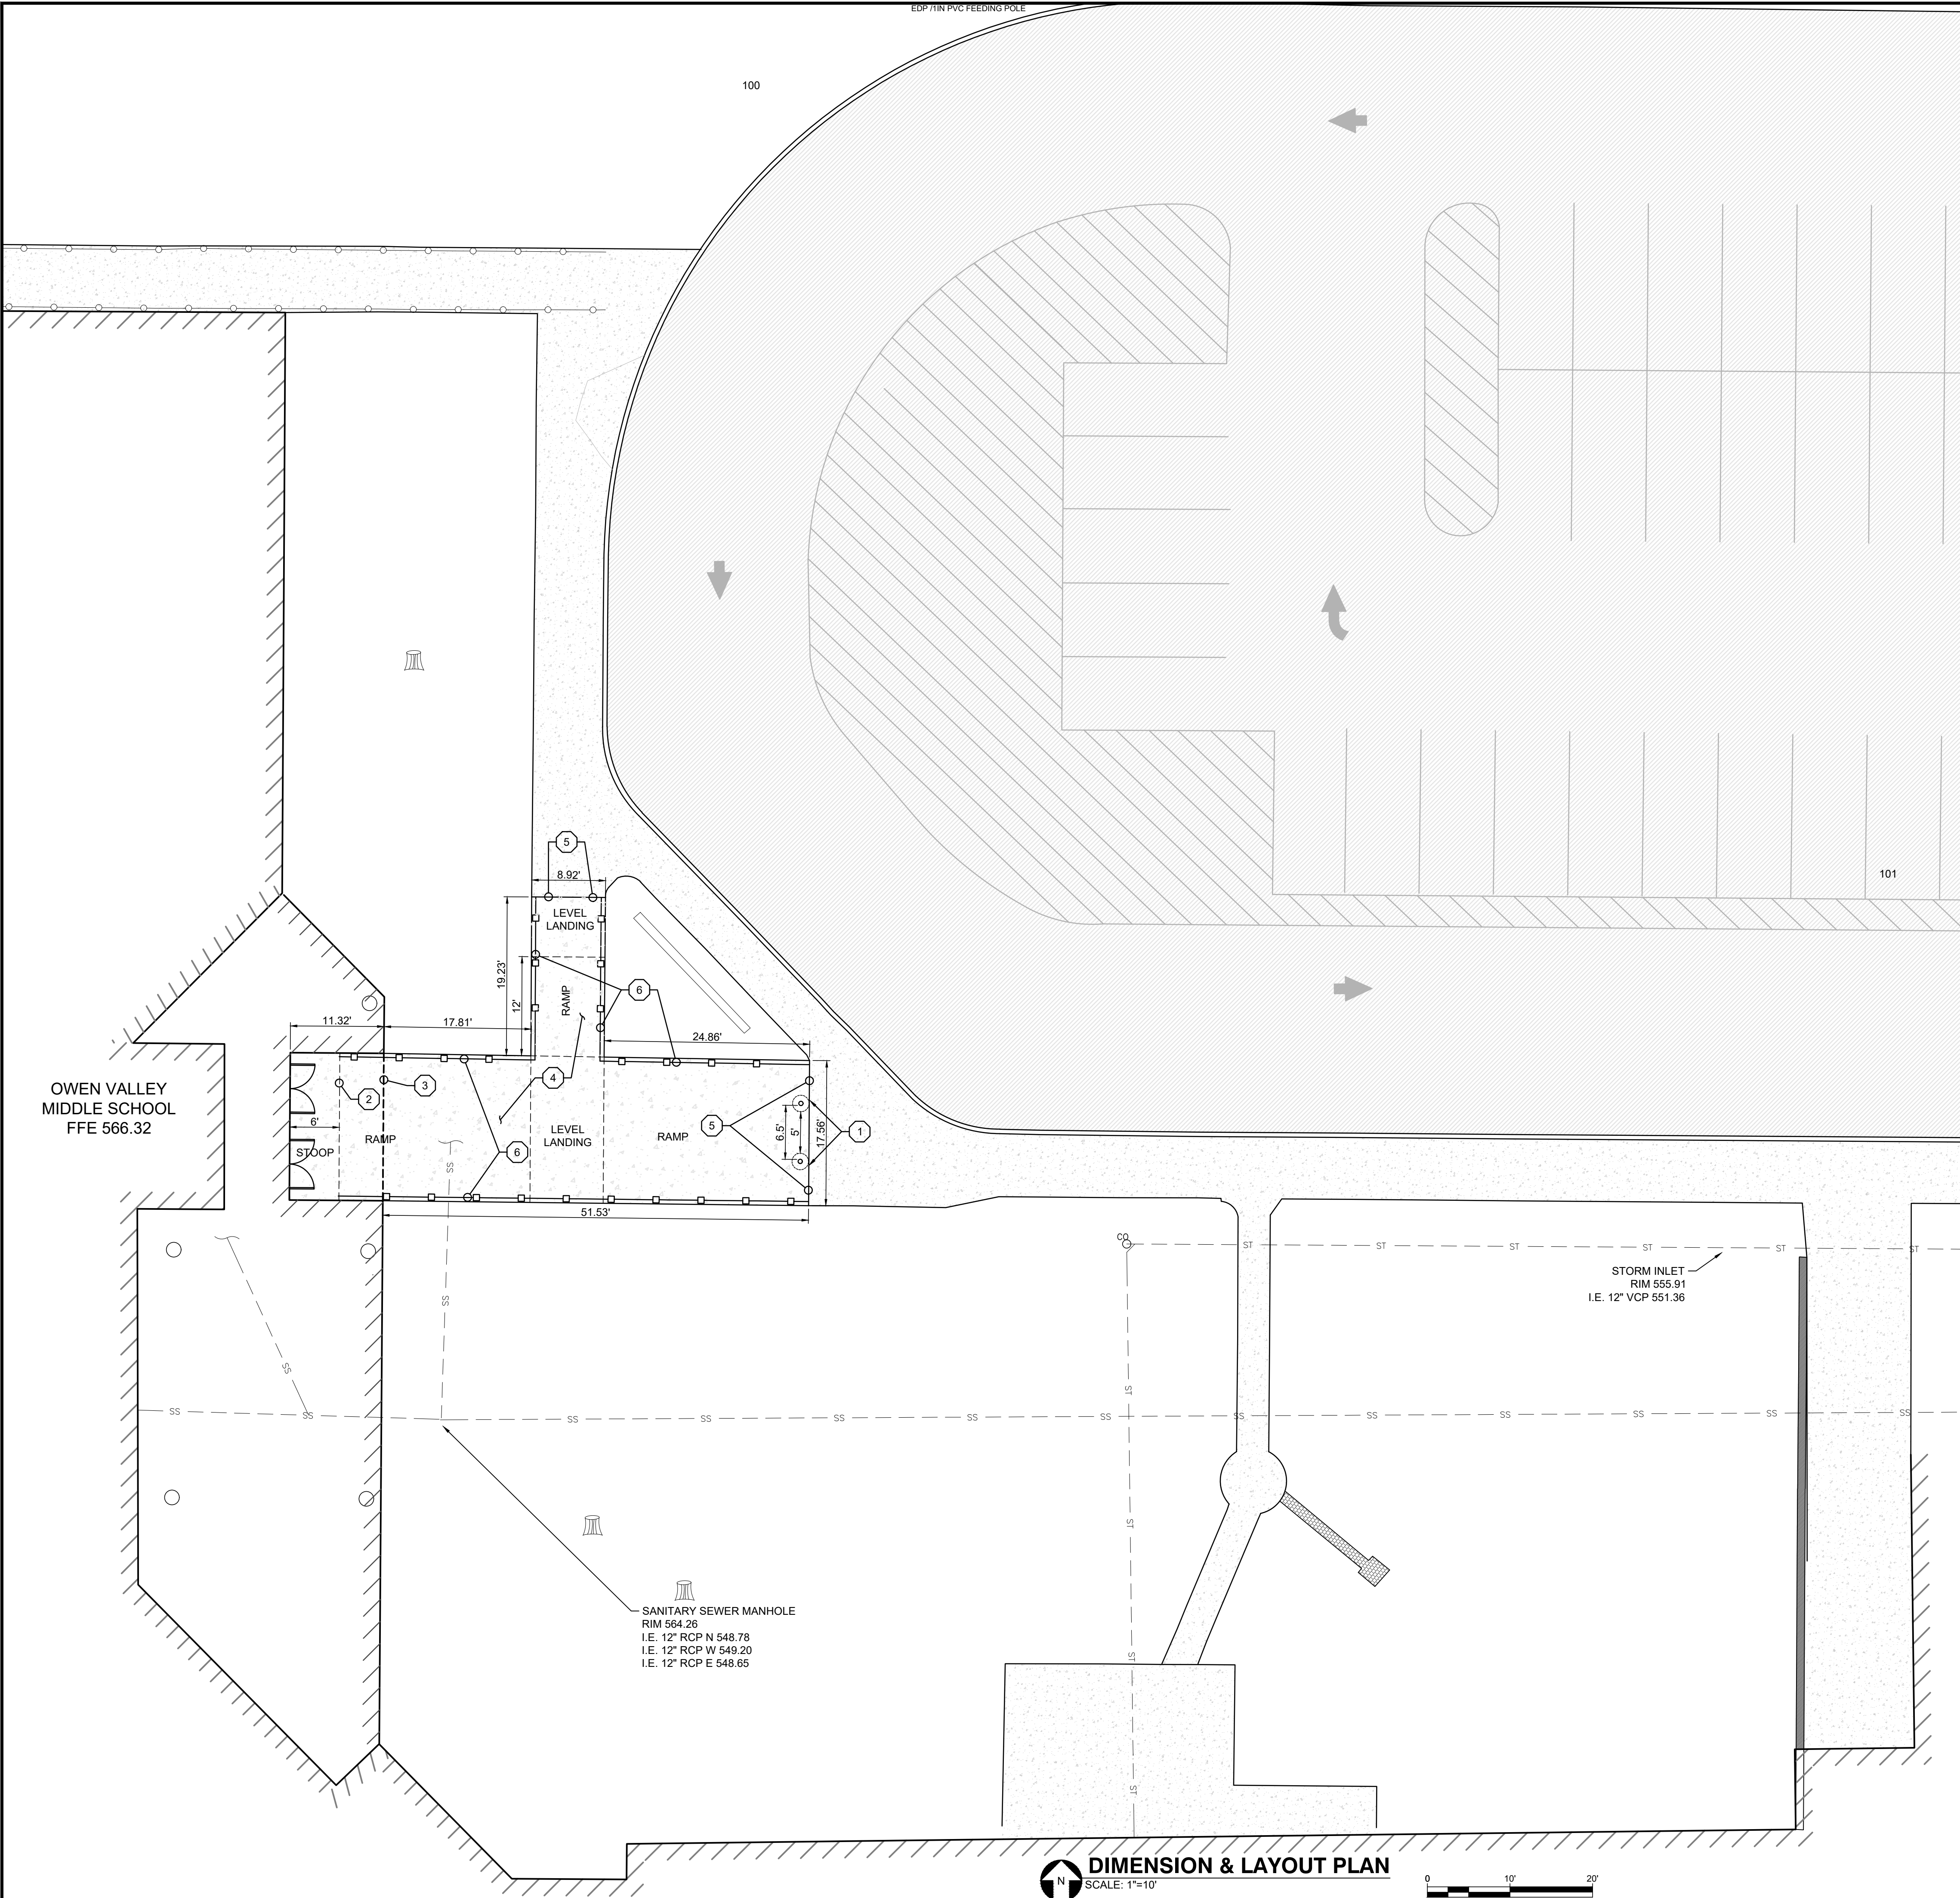 EDP /1IN PVC FEEDING POLE
100
101
5
8.92'
LEVEL
LANDING
19.23'
12'
RAMP
6
11.32'
17.81'
24.86'
OWEN VALLEY
MIDDLE SCHOOL
FFE 566.32
4
3
2
6'
RAMP
STOOP
LEVEL
LANDING
RAMP
5
6.5'
5'
17.56'
1
6
51.53'
SS
SS
SS
CO
ST
ST
ST
ST
ST
ST
STORM INLET
RIM 555.91
I.E. 12" VCP 551.36
SS
SS
SS
SS
SS
SS
SS
SS
SS
SS
SS
SS
SS
SS
ST
ST
ST
ST
SANITARY SEWER MANHOLE
RIM 564.26
I.E. 12" RCP N 548.78
I.E. 12" RCP W 549.20
I.E. 12" RCP E 548.65
N
DIMENSION & LAYOUT PLAN
SCALE: 1"=10'
0
10'
20'